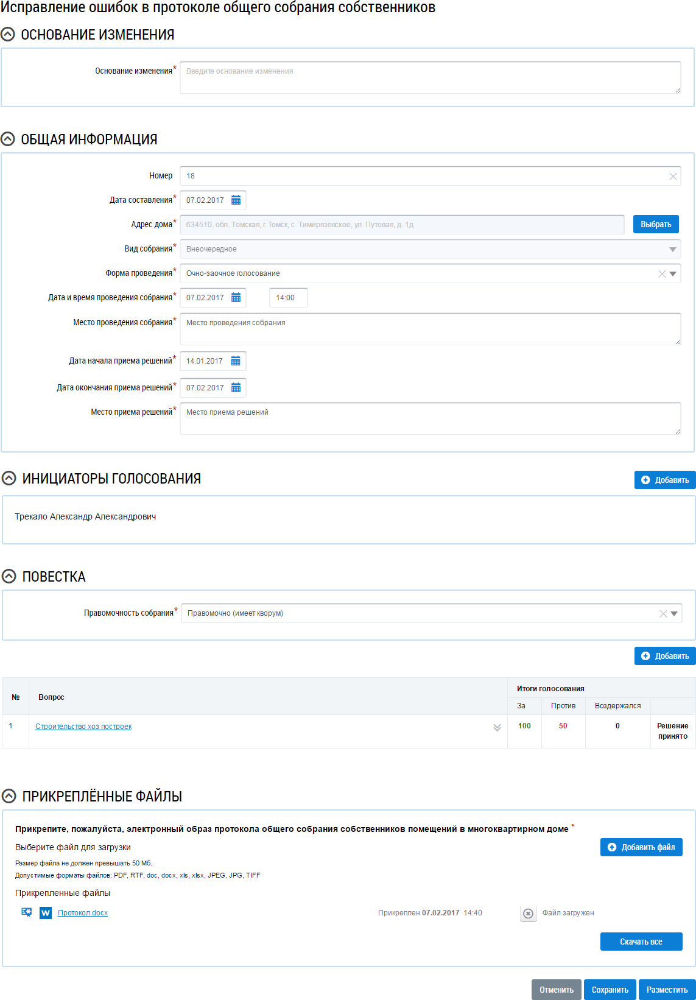 Исправление ошибок в протоколе общего собрания собственников
ОСНОВАНИЕ ИЗМЕНЕНИЯ
Основание изменения* Введите основание изменения
ОБЩАЯ ИНФОРМАЦИЯ
Номер 18
Дата составления* 07.02.2017
Адрес дома* 634510, обл. Томская, г. Томск, с. Тимирязевское, ул. Путевая, д. 1д Выбрать
Вид собрания* Внеочередное
Форма проведения* Очно-заочное голосование
Дата и время проведения собрания* 07.02.2017 14:00
Место проведения собрания* Место проведения собрания
Дата начала приема решений* 14.01.2017
Дата окончания приема решений* 07.02.2017
Место приема решений* Место приема решений
ИНИЦИАТОРЫ ГОЛОСОВАНИЯ Добавить
Трекало Александр Александрович
ПОВЕСТКА
Правомочность собрания* Правомочно (имеет кворум)
Добавить
№ Вопрос Итоги голосования
За Против Воздержался
1 Строительство хоз построек 100 50 0 Решение
принято
ПРИКРЕПЛЁННЫЕ ФАЙЛЫ
Прикрепите, пожалуйста, электронный образ протокола общего собрания собственников помещений в многоквартирном доме *
Выберите файл для загрузки Добавить файл
Размер файла не должен превышать 50 Мб.
Допустимые форматы файлов: PDF, RTF, doc, docx, xls, xlsx, JPEG, JPG, TIFF
Прикрепленные файлы
W Протокол.docx Прикреплен 07.02.2017 14:40 Файл загружен
Скачать все
Отменить Сохранить Разместить